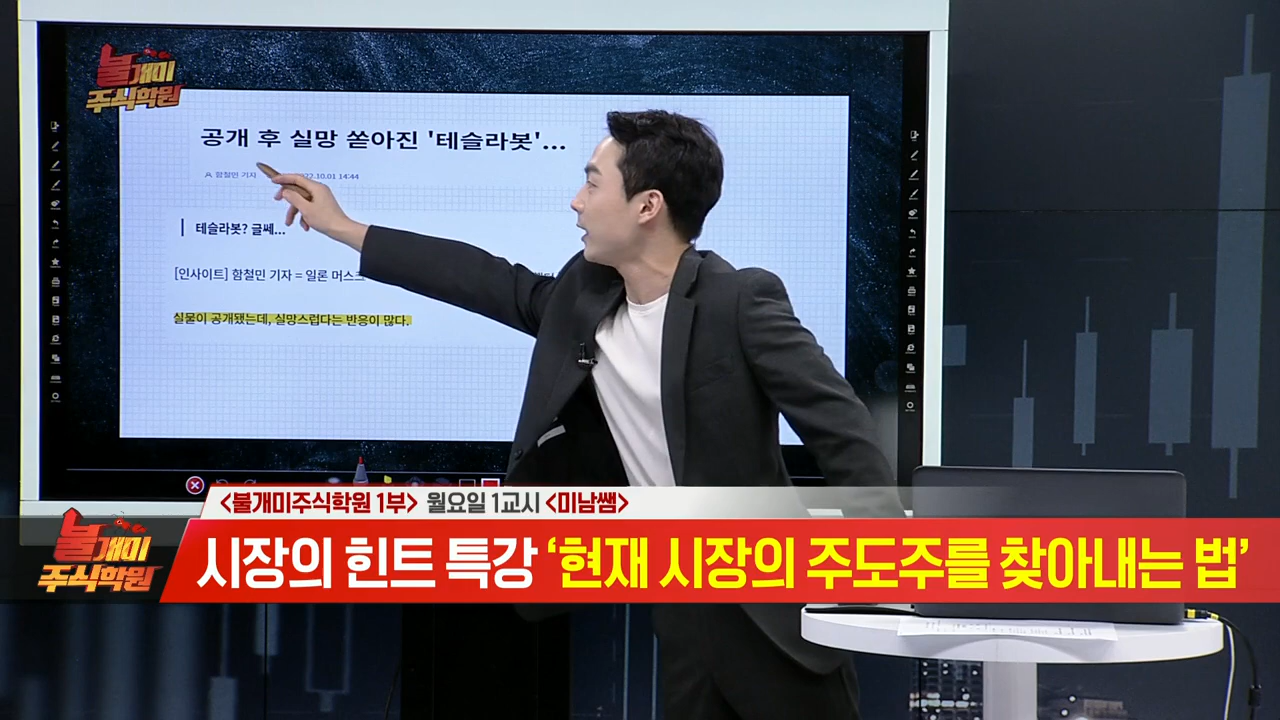 불개미
주식학원
공개 후 실망 쏟아진 '테슬라봇'...
함철민 기자 2022.10.01 14:44
테슬라봇? 글쎄...
[인사이트] 함철민 기자 = 일론 머스크
실물이 공개됐는데, 실망스럽다는 반응이 많다.
<불개미주식학원 1부> 월요일 1교시 <미남쌤>
불개미
주식학원
시장의 힌트 특강 ‘현재 시장의 주도주를 찾아내는 법’